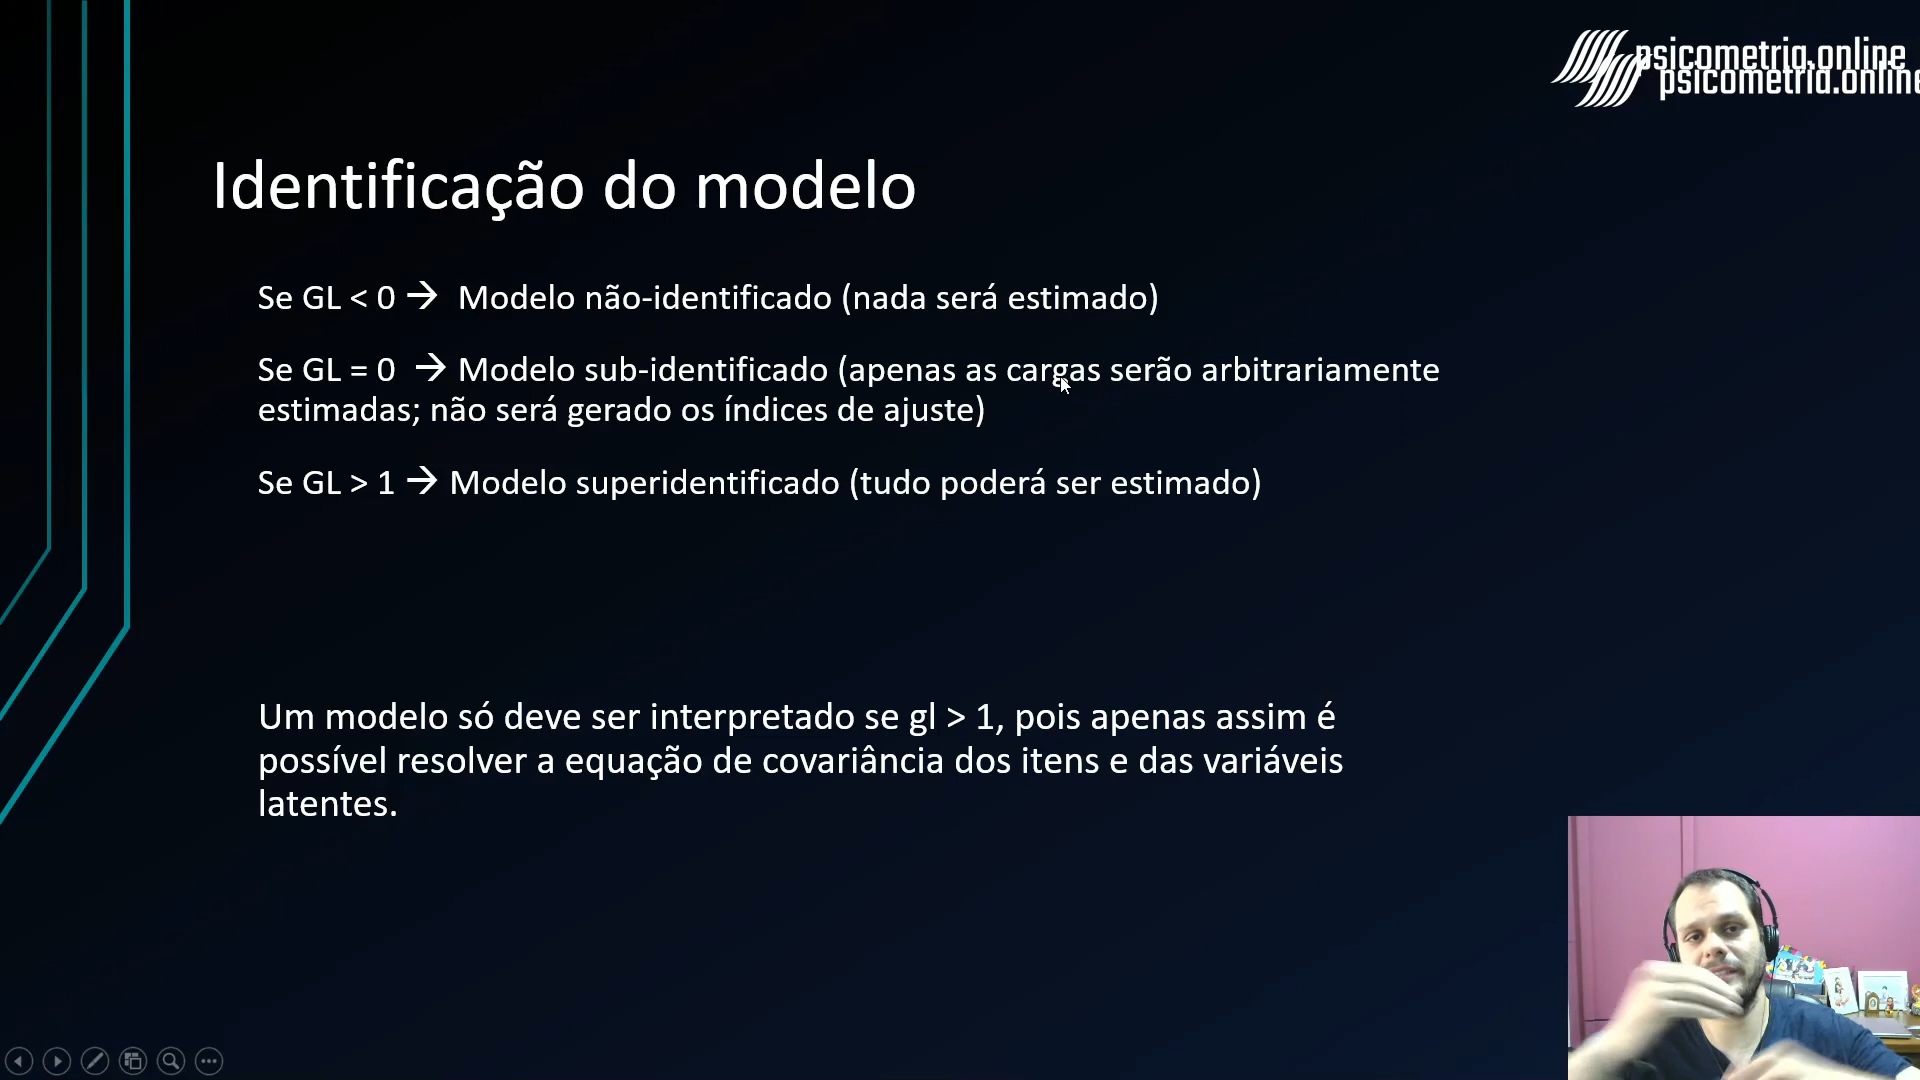 psicometria.online
psicometria.online
Identificação do modelo
Se GL < 0 → Modelo não-identificado (nada será estimado)
Se GL = 0 → Modelo sub-identificado (apenas as cargas serão arbitrariamente
estimadas; não será gerado os índices de ajuste)
Se GL > 1 → Modelo superidentificado (tudo poderá ser estimado)
Um modelo só deve ser interpretado se gl > 1, pois apenas assim é
possível resolver a equação de covariância dos itens e das variáveis
latentes.